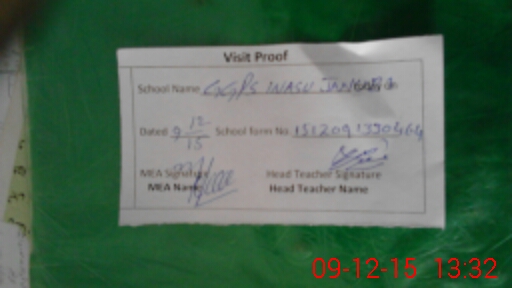 Visit Proof
School Name GGPS WASU
Dated 9 12/15 School form No. 151209133046
MEA Signature Head Teacher Signature
MEA Name Head Teacher Name
09-12-15 13:32